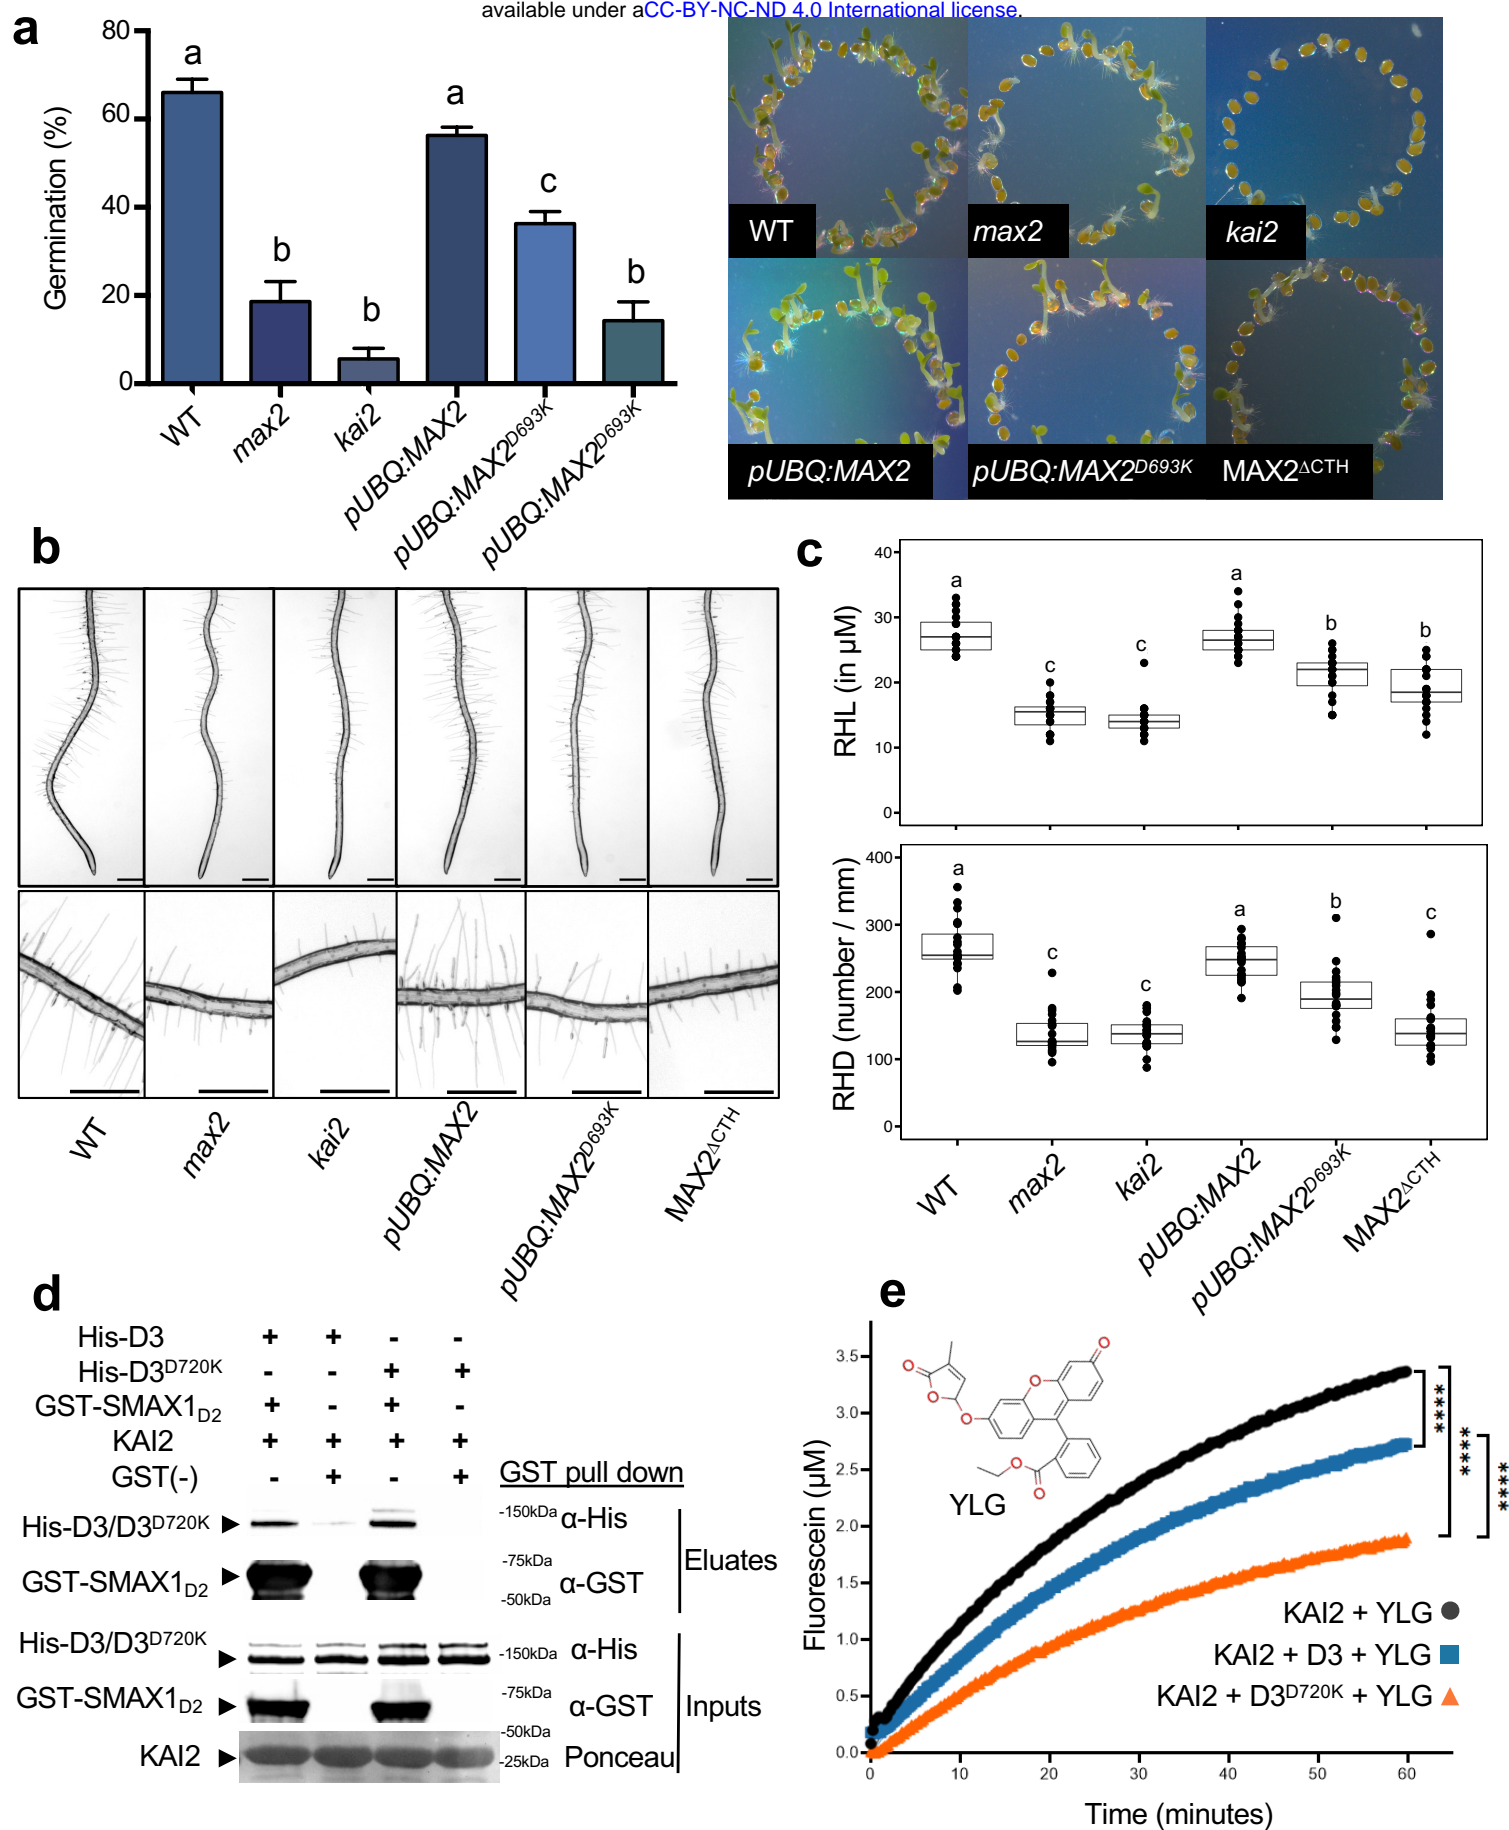 available under aCC-BY-NC-ND 4.0 International license.
a
Germination (%)
80
60
40
20
0
a
b
b
a
c
b
WT
max2
kai2
pUBQ:MAX2
pUBQ:MAX2D693K
pUBQ:MAX2D693K
WT
max2
kai2
pUBQ:MAX2
pUBQ:MAX2D693K
MAX2ΔCTH
b
WT
max2
kai2
pUBQ:MAX2
pUBQ:MAX2D693K
MAX2ΔCTH
c
RHL (in µM)
40
30
20
10
0
a
c
c
a
b
b
RHD (number / mm)
400
300
200
100
0
a
c
c
a
b
c
WT
max2
kai2
pUBQ:MAX2
pUBQ:MAX2D693K
MAX2ΔCTH
d
His-D3 + + - -
His-D3D720K - - + +
GST-SMAX1D2 + - + -
KAI2 + + + +
GST(-) - + - +
GST pull down
His-D3/D3D720K -150kDa α-His
GST-SMAX1D2 -75kDa -50kDa α-GST
Eluates
His-D3/D3D720K -150kDa α-His
GST-SMAX1D2 -75kDa -50kDa α-GST
KAI2 -25kDa Ponceau
Inputs
e
Fluorescein (µM)
3.5
3.0
2.5
2.0
1.5
1.0
0.5
0.0
0 10 20 30 40 50 60
Time (minutes)
O O O O O O O
YLG
****
****
****
KAI2 + YLG
KAI2 + D3 + YLG
KAI2 + D3D720K + YLG